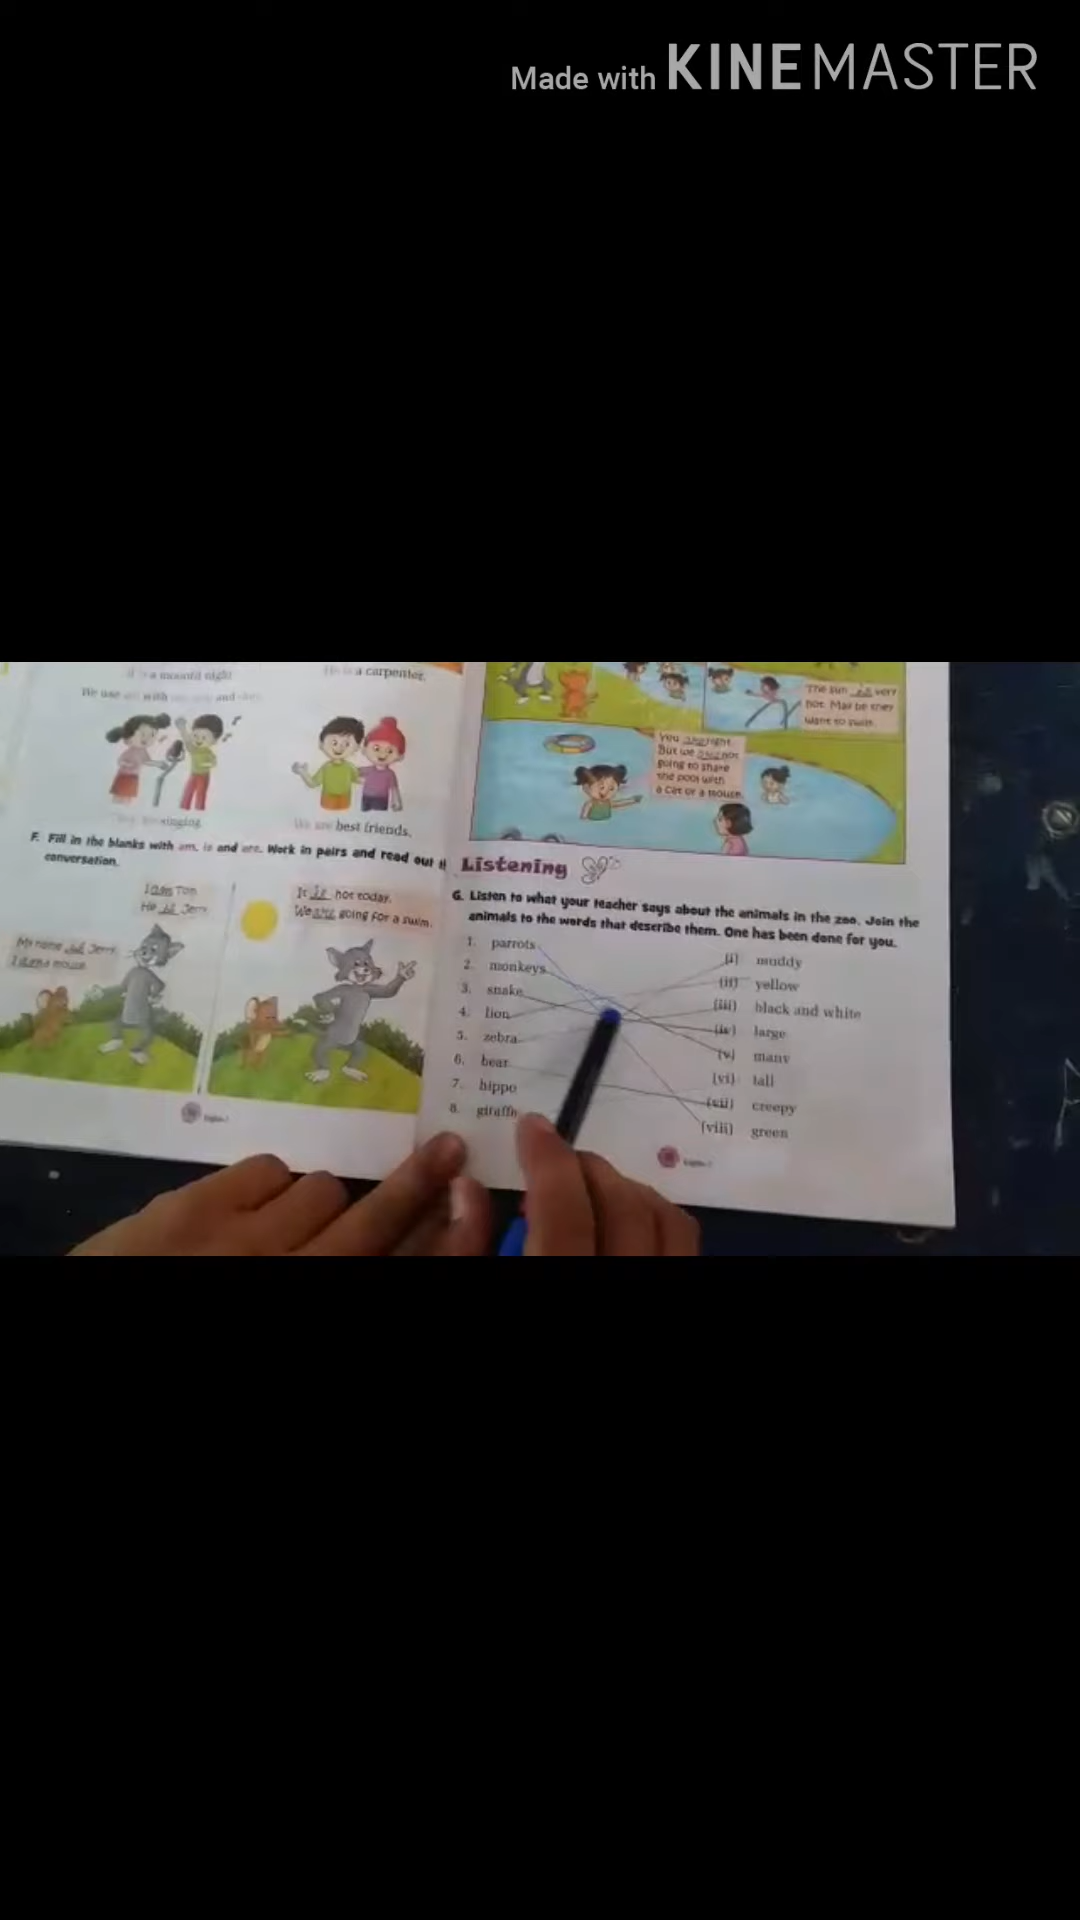 Made with KINEMASTER
a carpenter.
We use with and
singing
We are best friends.
F. Fill in the blanks with am, is and are. Work in pairs and read out
conversation.
I am Tom
He is Jerry
My name is Jerry.
I am a mouse
It is hot today.
We are going for a swim.
The sun is very
hot. May be they
want to swim.
You are right.
But we are not
going to share
the pool with
a cat or a mouse.
Listening
G. Listen to what your teacher says about the animals in the zoo. Join the
animals to the words that describe them. One has been done for you.
1. parrots (i) muddy
2. monkeys (ii) yellow
3. snake (iii) black and white
4. lion (iv) large
5. zebra (v) many
6. bear (vi) tall
7. hippo (vii) creepy
8. giraffe (viii) green